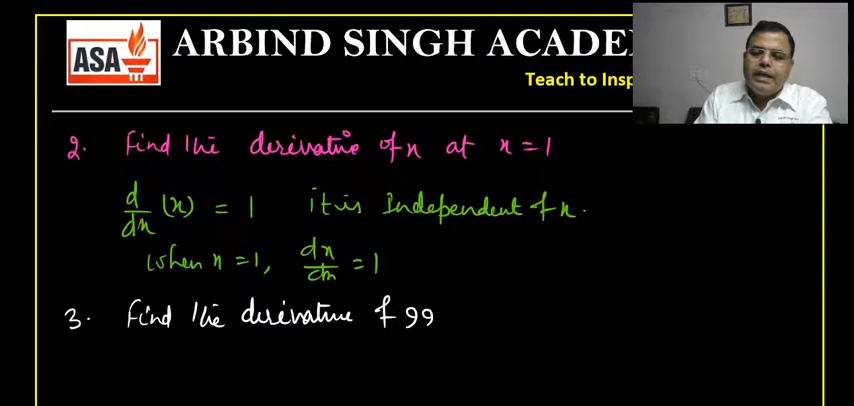 ASA
ARBIND SINGH ACADE
Teach to Insp
2. Find the derivative of x at x = 1
d/dx (x) = 1 it is Independent of x.
when x = 1, dx/dx = 1
3. Find the derivative of 99